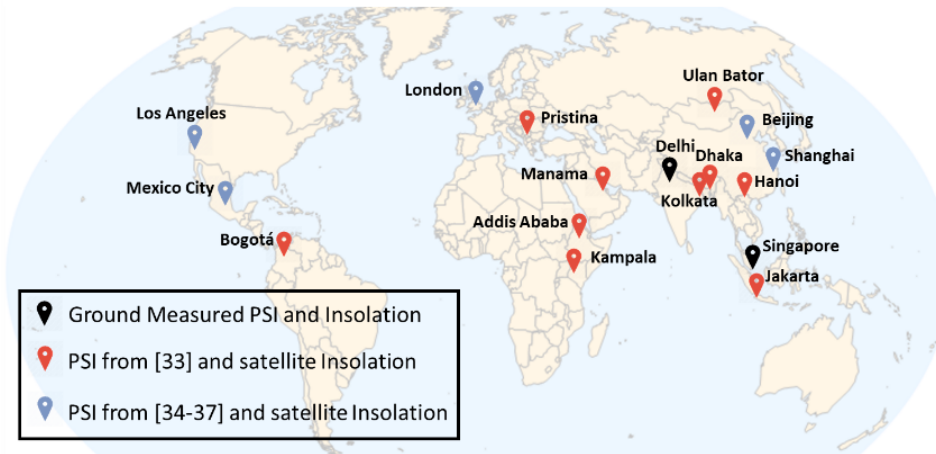 Ulan Bator
London
Los Angeles
Pristina
Beijing
Delhi
Dhaka
Shanghai
Manama
Hanoi
Mexico City
Kolkata
Addis Ababa
Bogotá
Kampala
Singapore
Jakarta
Ground Measured PSI and Insolation
PSI from [33] and satellite Insolation
PSI from [34-37] and satellite Insolation